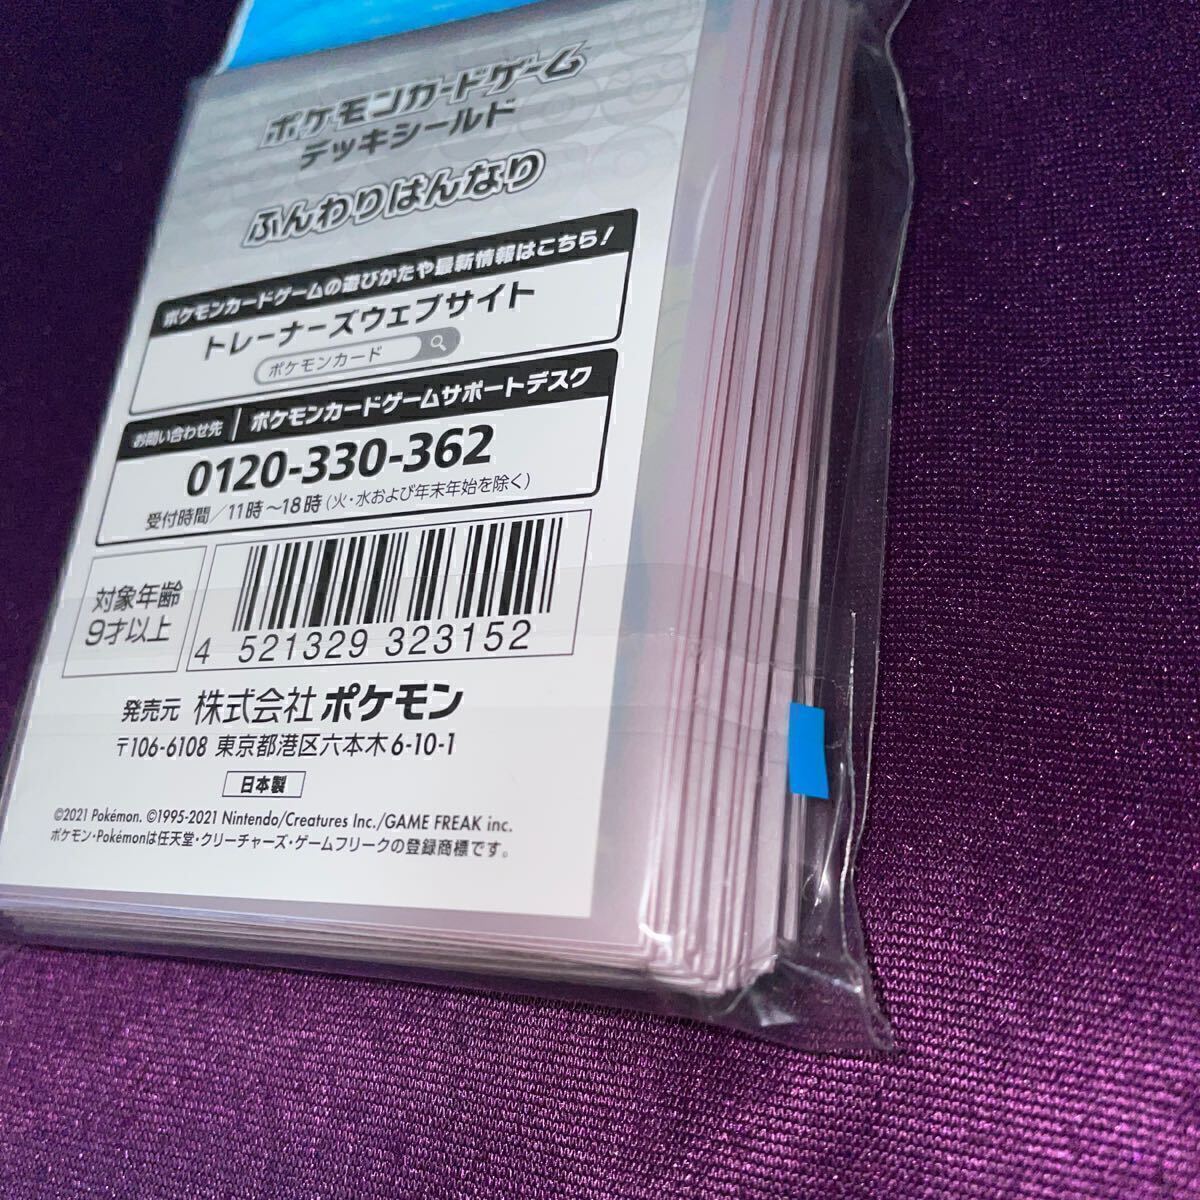 ポケモンカードゲーム
デッキシールド
ふんわりはんなり
ポケモンカードゲームの遊びかたや最新情報はこちら!
トレーナーズウェブサイト
ポケモンカード
お問い合わせ先 | ポケモンカードゲームサポートデスク
0120-330-362
受付時間/11時~18時(火・水および年末年始を除く)
対象年齢
9才以上
4 521329 323152
発売元 株式会社ポケモン
〒106-6108 東京都港区六本木6-10-1
日本製
©2021 Pokémon. ©1995-2021 Nintendo/Creatures Inc./GAME FREAK inc.
ポケモン・Pokémonは任天堂・クリーチャーズ・ゲームフリークの登録商標です。